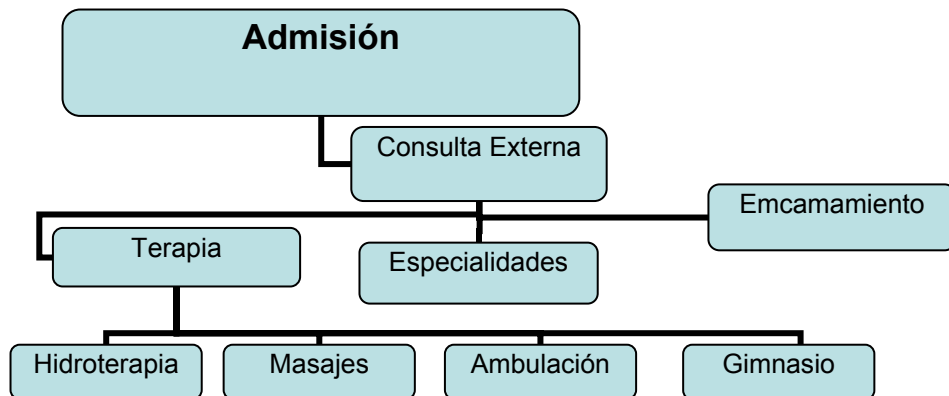 Admisión
Consulta Externa
Emcamamiento
Terapia
Especialidades
Hidroterapia
Masajes
Ambulación
Gimnasio